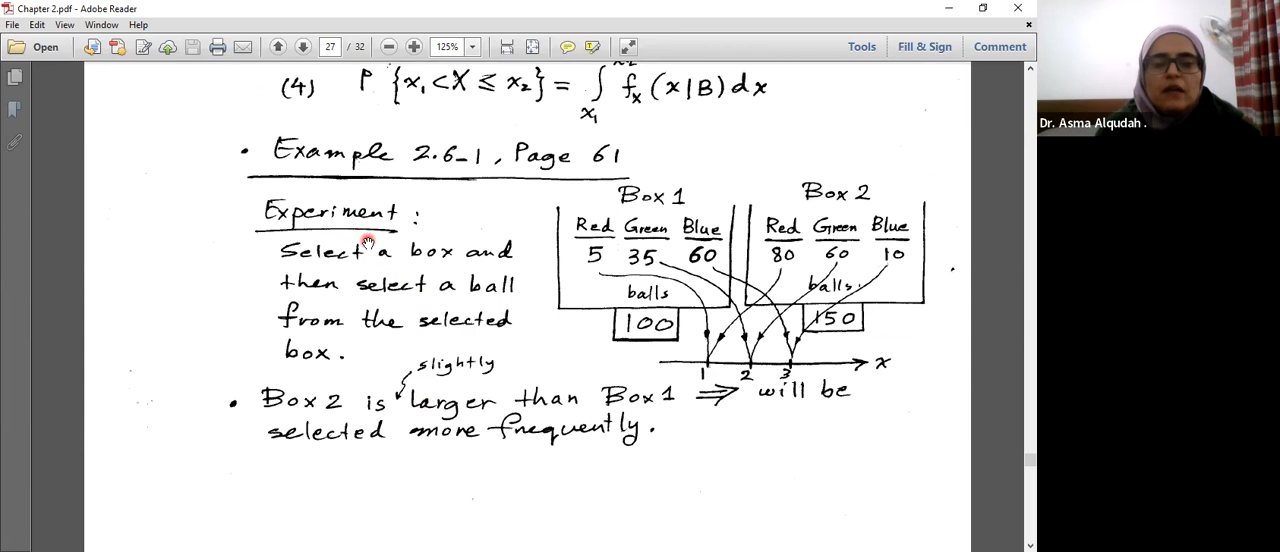 Chapter 2.pdf - Adobe Reader
File Edit View Window Help
Open 27 / 32 125% Tools Fill & Sign Comment
(4) P {x₁ < X ≤ x₂} = ∫ fₓ (x|B) dx
x₁
• Example 2.6-1, Page 61
Experiment :
Select a box and
then select a ball
from the selected
box.
Box 1
Red Green Blue
5 35 60
balls
100
Box 2
Red Green Blue
80 60 10
balls.
150
1 2 3 x
slightly
• Box 2 is larger than Box 1 ⇒ will be
selected more frequently.
Dr. Asma Alqudah .